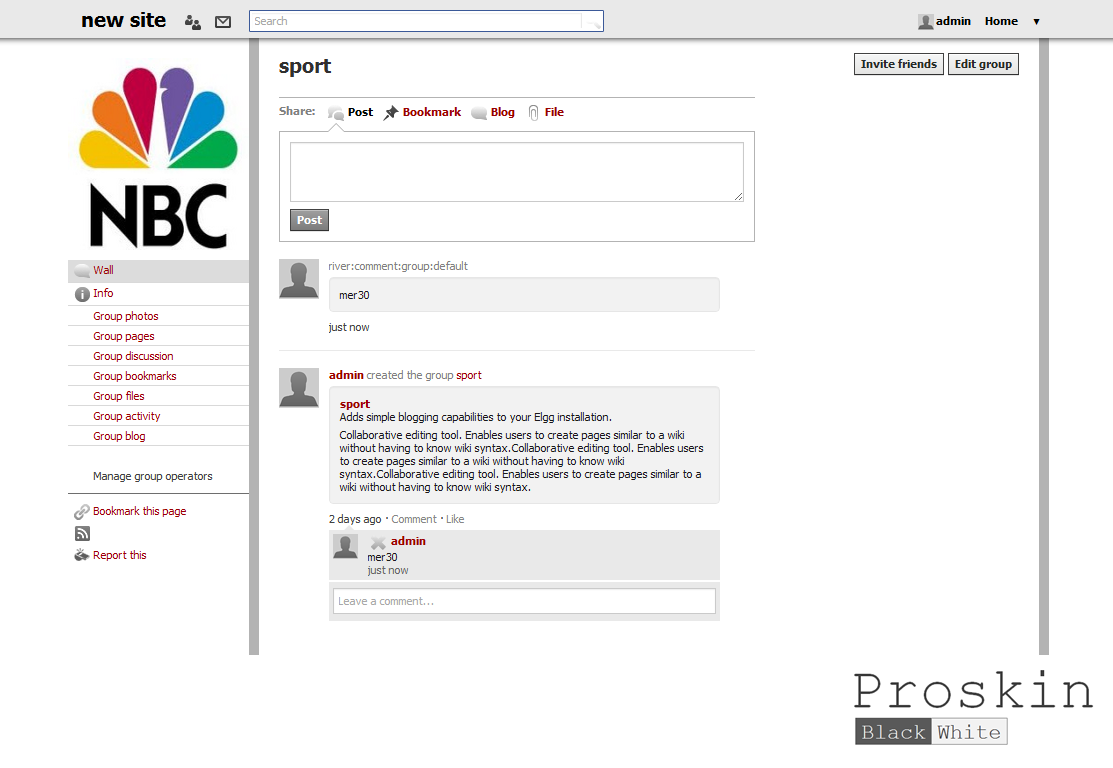 new site
Search
admin Home ▼
NBC
Wall
Info
Group photos
Group pages
Group discussion
Group bookmarks
Group files
Group activity
Group blog
Manage group operators
Bookmark this page
Report this
sport
Invite friends Edit group
Share: Post Bookmark Blog File
Post
river:comment:group:default
mer30
just now
admin created the group sport
sport
Adds simple blogging capabilities to your Elgg installation.
Collaborative editing tool. Enables users to create pages similar to a wiki
without having to know wiki syntax.Collaborative editing tool. Enables users
to create pages similar to a wiki without having to know wiki
syntax.Collaborative editing tool. Enables users to create pages similar to a
wiki without having to know wiki syntax.
2 days ago · Comment · Like
admin
mer30
just now
Leave a comment...
Proskin
Black White